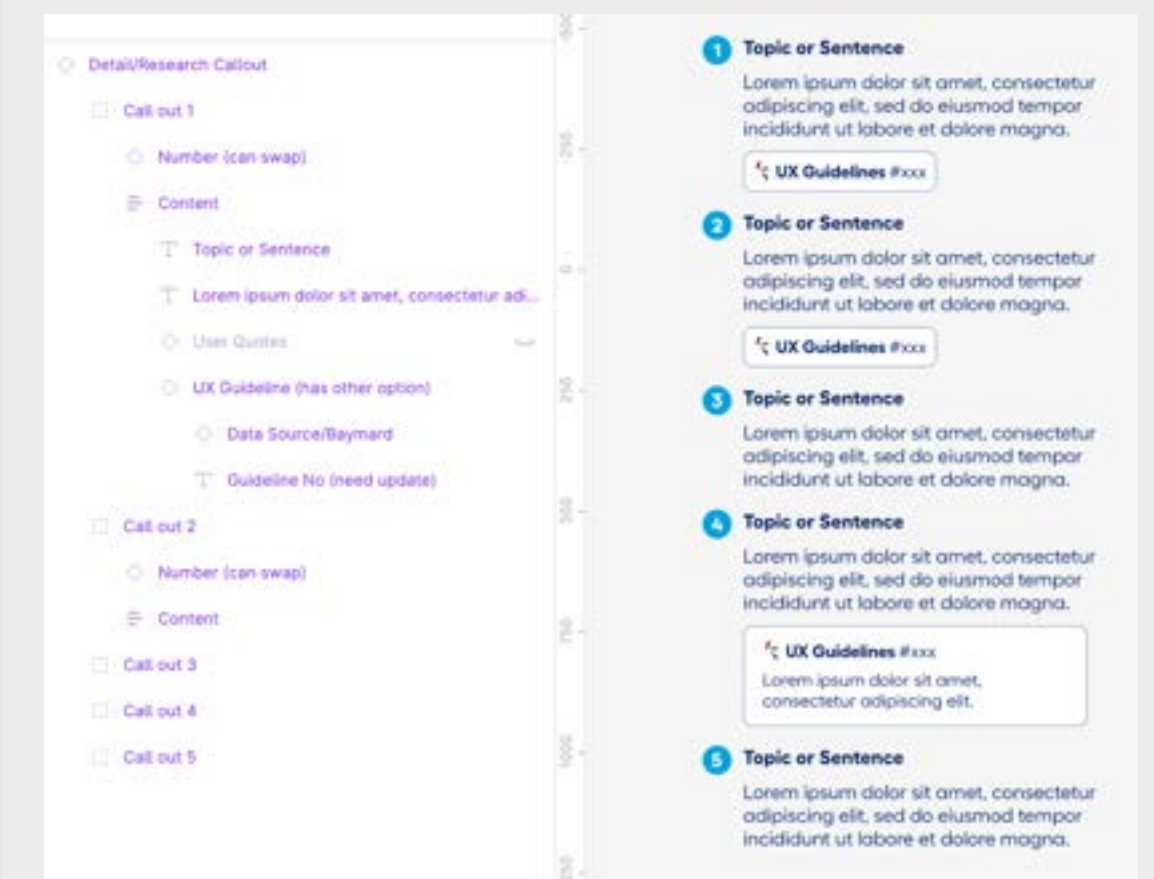 Detail/Research Callout
Call out 1
Number (can swap)
Content
Topic or Sentence
Lorem ipsum dolor sit amet, consectetur adi...
User Quotes
UX Guideline (has other option)
Data Source/Baymard
Guideline No (need update)
Call out 2
Number (can swap)
Content
Call out 3
Call out 4
Call out 5
-500
-250
0
250
500
750
1000
1 Topic or Sentence
Lorem ipsum dolor sit amet, consectetur
adipiscing elit, sed do eiusmod tempor
incididunt ut labore et dolore magna.
UX Guidelines #xxx
2 Topic or Sentence
Lorem ipsum dolor sit amet, consectetur
adipiscing elit, sed do eiusmod tempor
incididunt ut labore et dolore magna.
UX Guidelines #xxx
3 Topic or Sentence
Lorem ipsum dolor sit amet, consectetur
adipiscing elit, sed do eiusmod tempor
incididunt ut labore et dolore magna.
4 Topic or Sentence
Lorem ipsum dolor sit amet, consectetur
adipiscing elit, sed do eiusmod tempor
incididunt ut labore et dolore magna.
UX Guidelines #xxx
Lorem ipsum dolor sit amet,
consectetur adipiscing elit.
5 Topic or Sentence
Lorem ipsum dolor sit amet, consectetur
adipiscing elit, sed do eiusmod tempor
incididunt ut labore et dolore magna.